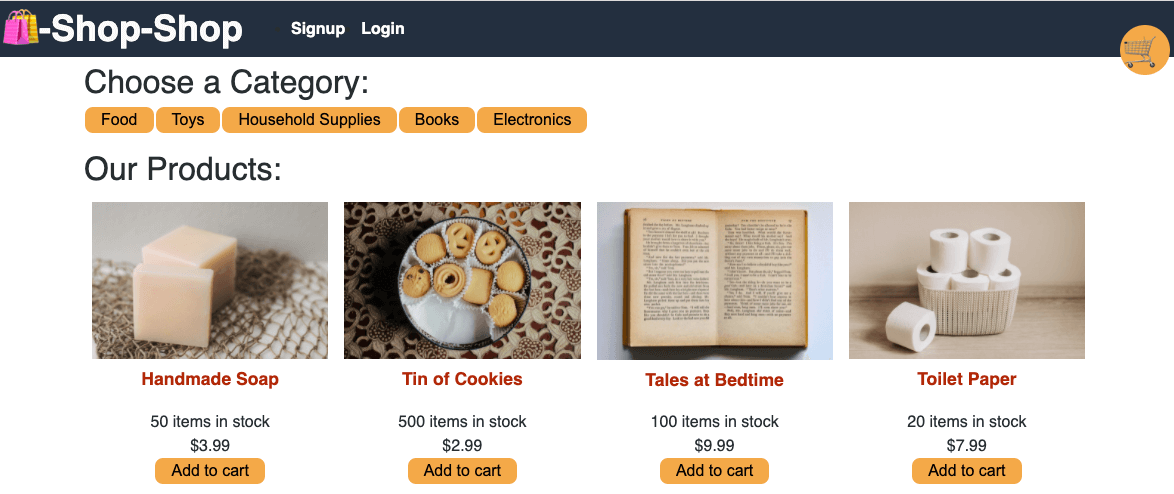 -Shop-Shop
Signup Login
Choose a Category:
Food Toys Household Supplies Books Electronics
Our Products:
Handmade Soap Tin of Cookies Tales at Bedtime Toilet Paper
50 items in stock 500 items in stock 100 items in stock 20 items in stock
$3.99 $2.99 $9.99 $7.99
Add to cart Add to cart Add to cart Add to cart